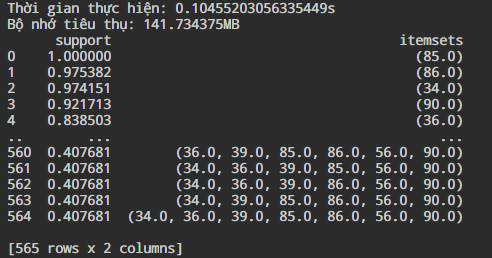 Thời gian thực hiện: 0.10455203056335449s
Bộ nhớ tiêu thụ: 141.734375MB
support itemsets
0 1.000000 (85.0)
1 0.975382 (86.0)
2 0.974151 (34.0)
3 0.921713 (90.0)
4 0.838503 (36.0)
.. ... ...
560 0.407681 (36.0, 39.0, 85.0, 86.0, 56.0, 90.0)
561 0.407681 (34.0, 36.0, 39.0, 85.0, 56.0, 90.0)
562 0.407681 (34.0, 36.0, 39.0, 86.0, 56.0, 90.0)
563 0.407681 (34.0, 39.0, 85.0, 86.0, 56.0, 90.0)
564 0.407681 (34.0, 36.0, 39.0, 85.0, 86.0, 56.0, 90.0)
[565 rows x 2 columns]